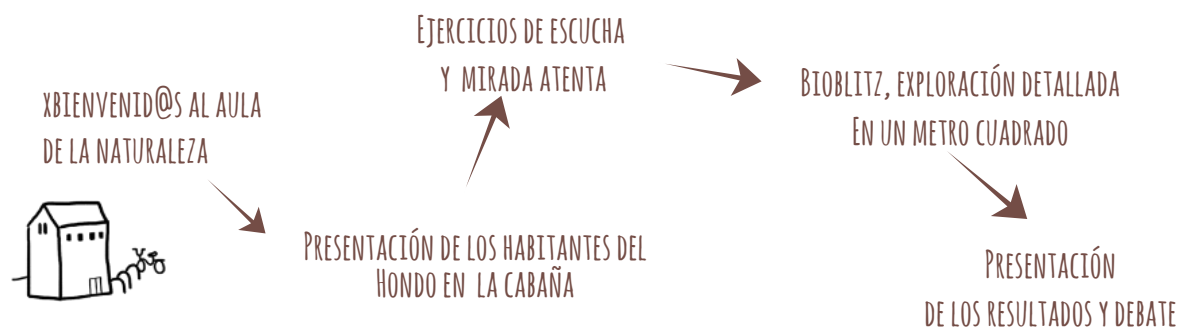 xBIENVENID@S AL AULA
DE LA NATURALEZA
PRESENTACIÓN DE LOS HABITANTES DEL
HONDO EN LA CABAÑA
EJERCICIOS DE ESCUCHA
Y MIRADA ATENTA
BIOBLITZ, EXPLORACIÓN DETALLADA
EN UN METRO CUADRADO
PRESENTACIÓN
DE LOS RESULTADOS Y DEBATE